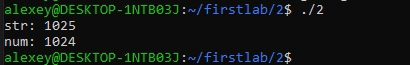 alexey@DESKTOP-1NTB03J:~/firstlab/2$ ./2
str: 1025
num: 1024
alexey@DESKTOP-1NTB03J:~/firstlab/2$